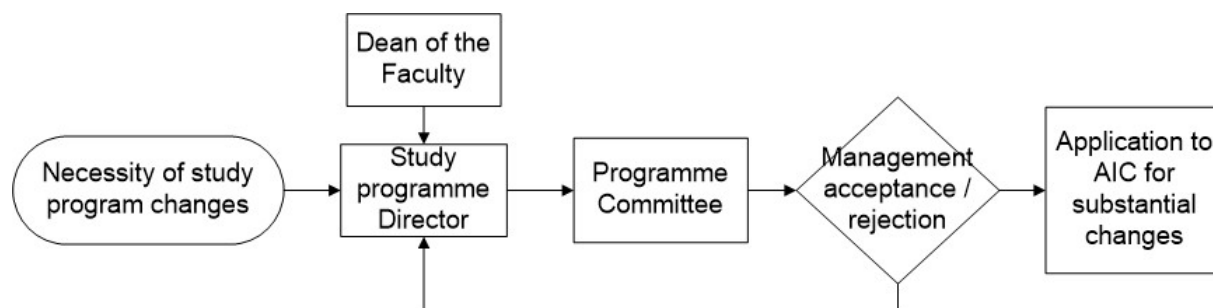 Dean of the
Faculty
Necessity of study
program changes
Study
programme
Director
Programme
Committee
Management
acceptance /
rejection
Application to
AIC for
substantial
changes